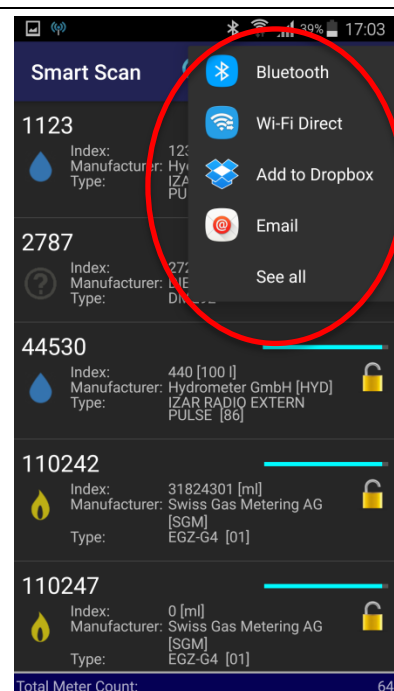 39% 17:03
Smart Scan
Bluetooth
Wi-Fi Direct
Add to Dropbox
Email
See all
1123
Index:
Manufacturer:
Type:
2787
Index:
Manufacturer:
Type:
44530
Index: 440 [100 l]
Manufacturer: Hydrometer GmbH [HYD]
Type: IZAR RADIO EXTERN
PULSE [86]
110242
Index: 31824301 [ml]
Manufacturer: Swiss Gas Metering AG
[SGM]
Type: EGZ-G4 [01]
110247
Index: 0 [ml]
Manufacturer: Swiss Gas Metering AG
[SGM]
Type: EGZ-G4 [01]
Total Meter Count: 64